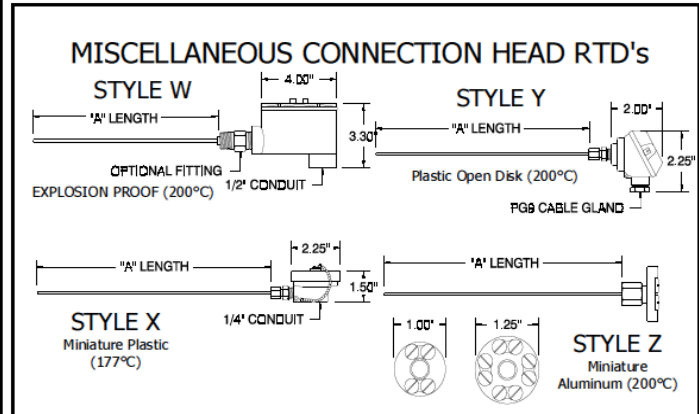 MISCELLANEOUS CONNECTION HEAD RTD's
STYLE W
4.00"
"A" LENGTH
3.30"
OPTIONAL FITTING
EXPLOSION PROOF (200°C)
1/2" CONDUIT
STYLE Y
2.00"
"A" LENGTH
2.25"
Plastic Open Disk (200°C)
PG9 CABLE GLAND
2.25"
"A" LENGTH
1.50"
STYLE X
1/4" CONDUIT
Miniature Plastic
(177°C)
"A" LENGTH
1.00"
1.25"
STYLE Z
Miniature
Aluminum (200°C)